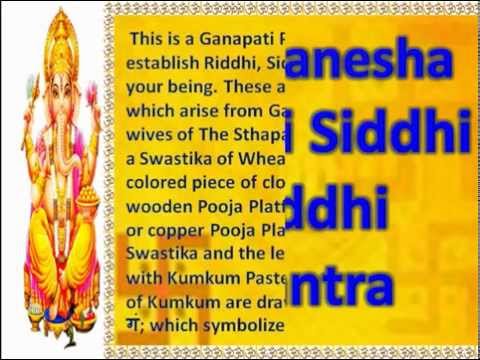 This is a Ganapati
establish Riddhi,
your being. These a
which arise from Ga
wives of The Sthapa
a Swastika of Whea
colored piece of clo
wooden Pooja Platf
or copper Pooja Pla
Swastika and the le
with Kumkum Paste
of Kumkum are dra
गं; which symbolize
anesha
i Siddhi
ddhi
ntra